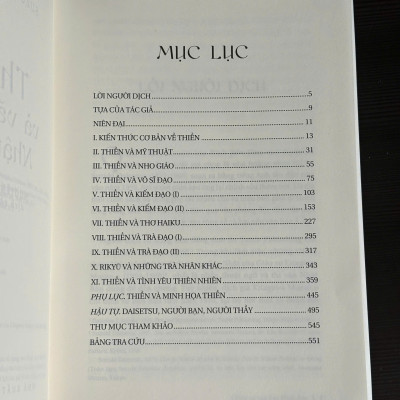 MỤC LỤC
LỜI NGƯỜI DỊCH 5
TỰA CỦA TÁC GIẢ 9
NIÊN ĐẠI 11
I. KIẾN THỨC CƠ BẢN VỀ THIỀN 13
II. THIỀN VÀ MỸ THUẬT 31
III. THIỀN VÀ NHO GIÁO 55
IV. THIỀN VÀ VÕ SĨ ĐẠO 75
V. THIỀN VÀ KIẾM ĐẠO (I) 103
VI. THIỀN VÀ KIẾM ĐẠO (II) 153
VII. THIỀN VÀ THƠ HAIKU 227
VIII. THIỀN VÀ TRÀ ĐẠO (I) 295
IX. THIỀN VÀ TRÀ ĐẠO (II) 317
X. RIKYŪ VÀ NHỮNG TRÀ NHÂN KHÁC 343
XI. THIỀN VÀ TÌNH YÊU THIÊN NHIÊN 359
PHỤ LỤC. THIỀN VÀ MINH HỌA THIỀN 445
HẬU TỰ. DAISETSU, NGƯỜI BẠN, NGƯỜI THẦY 495
THƯ MỤC THAM KHẢO 545
BẢNG TRA CỨU 551